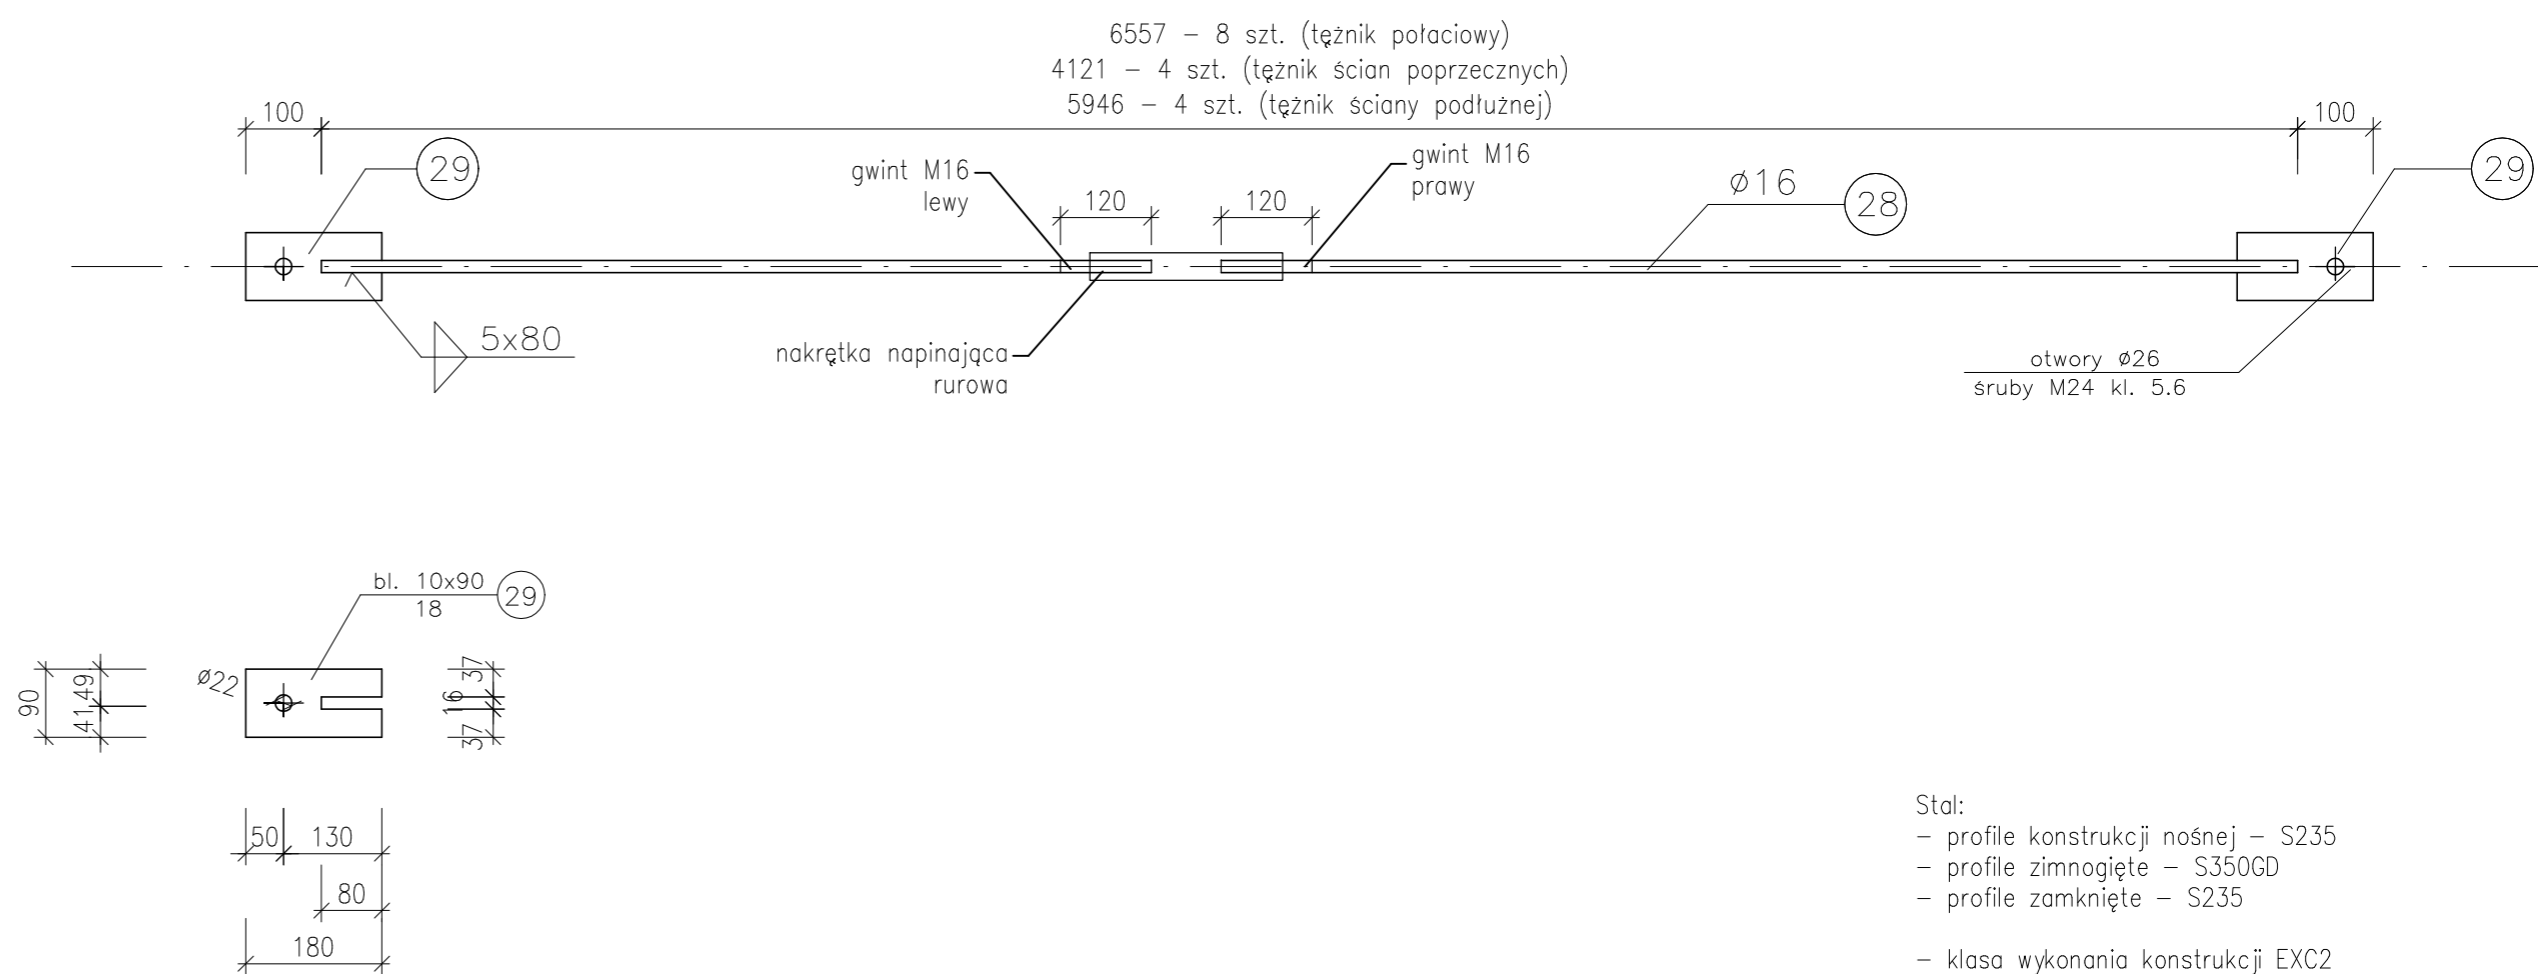 6557 – 8 szt. (tężnik połaciowy)
4121 – 4 szt. (tężnik ścian poprzecznych)
5946 – 4 szt. (tężnik ściany podłużnej)
100
100
29
gwint M16
lewy
120
120
gwint M16
prawy
ø16
28
29
5x80
nakrętka napinająca
rurowa
otwory ø26
śruby M24 kl. 5.6
bl. 10x90
18
29
ø22
90
49
41
37
16
37
50
130
80
180
Stal:
– profile konstrukcji nośnej – S235
– profile zimnogięte – S350GD
– profile zamknięte – S235
– klasa wykonania konstrukcji EXC2